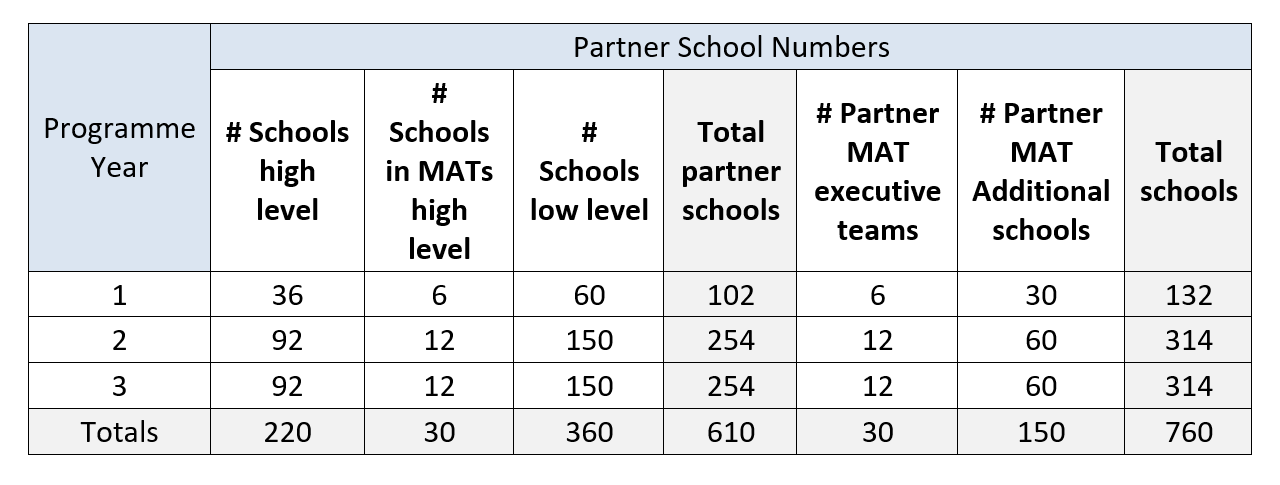 Partner School Numbers
Programme Year
# Schools high level
# Schools in MATs high level
# Schools low level
Total partner schools
# Partner MAT executive teams
# Partner MAT Additional schools
Total schools
1 36 6 60 102 6 30 132
2 92 12 150 254 12 60 314
3 92 12 150 254 12 60 314
Totals 220 30 360 610 30 150 760